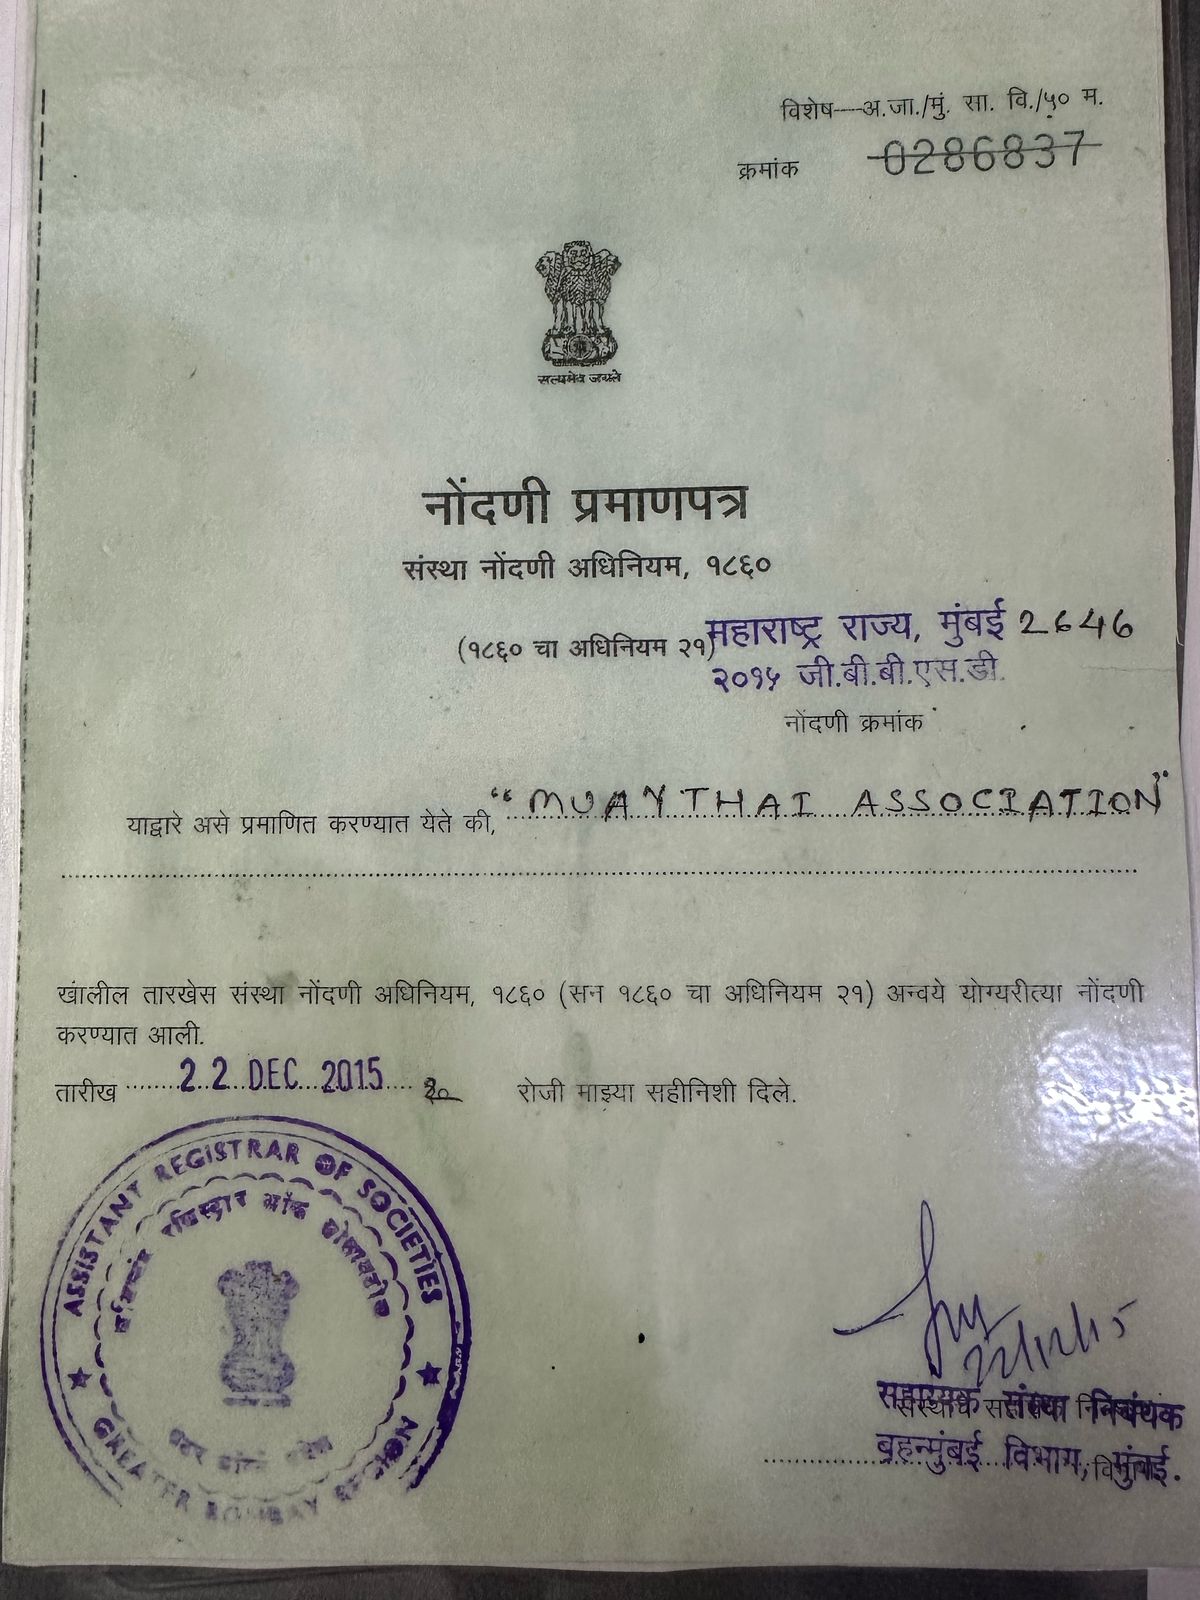 विशेष—अ.जा./मुं. सा. वि./५० म.
क्रमांक 0286837
सत्यमेव जयते
नोंदणी प्रमाणपत्र
संस्था नोंदणी अधिनियम, १८६०
(१८६० चा अधिनियम २१) महाराष्ट्र राज्य, मुंबई 2646
२०१५ जी.बी.बी.एस.डी.
नोंदणी क्रमांक
याद्वारे असे प्रमाणित करण्यात येते की, "MUAYTHAI ASSOCIATION"
खालील तारखेस संस्था नोंदणी अधिनियम, १८६० (सन १८६० चा अधिनियम २१) अन्वये योग्यरीत्या नोंदणी
करण्यात आली.
तारीख 22 DEC 2015 रोजी माझ्या सहीनिशी दिले.
ASSISTANT REGISTRAR OF SOCIETIES
GREATER BOMBAY REGION
22/12/15
सहाय्यक संस्था निबंधक
बृहन्मुंबई विभाग, मुंबई.